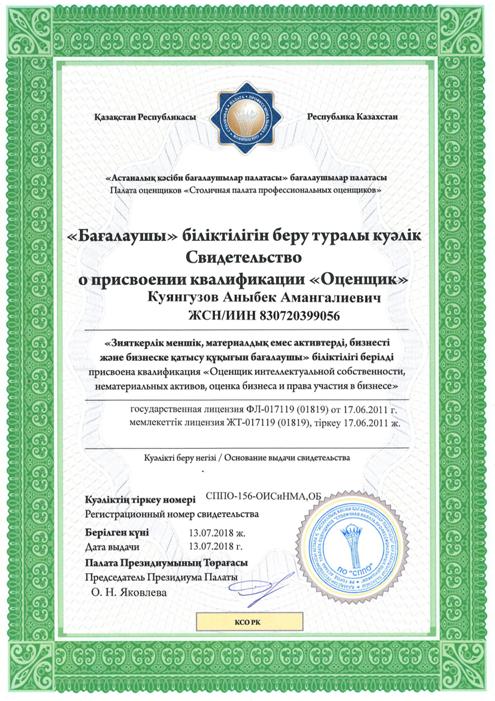 Қазақстан Республикасы
Республика Казахстан
«Астаналық кәсіби бағалаушылар палатасы» бағалаушылар палатасы
Палата оценщиков «Столичная палата профессиональных оценщиков»
«Бағалаушы» біліктілігін беру туралы куәлік
Свидетельство
о присвоении квалификации «Оценщик»
Куянгузов Аныбек Амангалиевич
ЖСН/ИИН 830720399056
«Зияткерлік меншік, материалдық емес активтерді, бизнесті
және бизнеске қатысу құқығын бағалаушы» біліктілігі берілді
присвоена квалификация «Оценщик интеллектуальной собственности,
нематериальных активов, оценка бизнеса и права участия в бизнесе»
государственная лицензия ФЛ-017119 (01819) от 17.06.2011 г.
мемлекеттік лицензия ЖТ-017119 (01819), тіркеу 17.06.2011 ж.
Куәлікті беру негізі / Основание выдачи свидетельства
Куәліктің тіркеу номері СППО-156-ОИСиНМА,ОБ
Регистрационный номер свидетельства
Берілген күні 13.07.2018 ж.
Дата выдачи 13.07.2018 г.
Палата Президиумының Төрағасы
Председатель Президиума Палаты
О. Н. Яковлева
ПО "СППО"
КСО РК